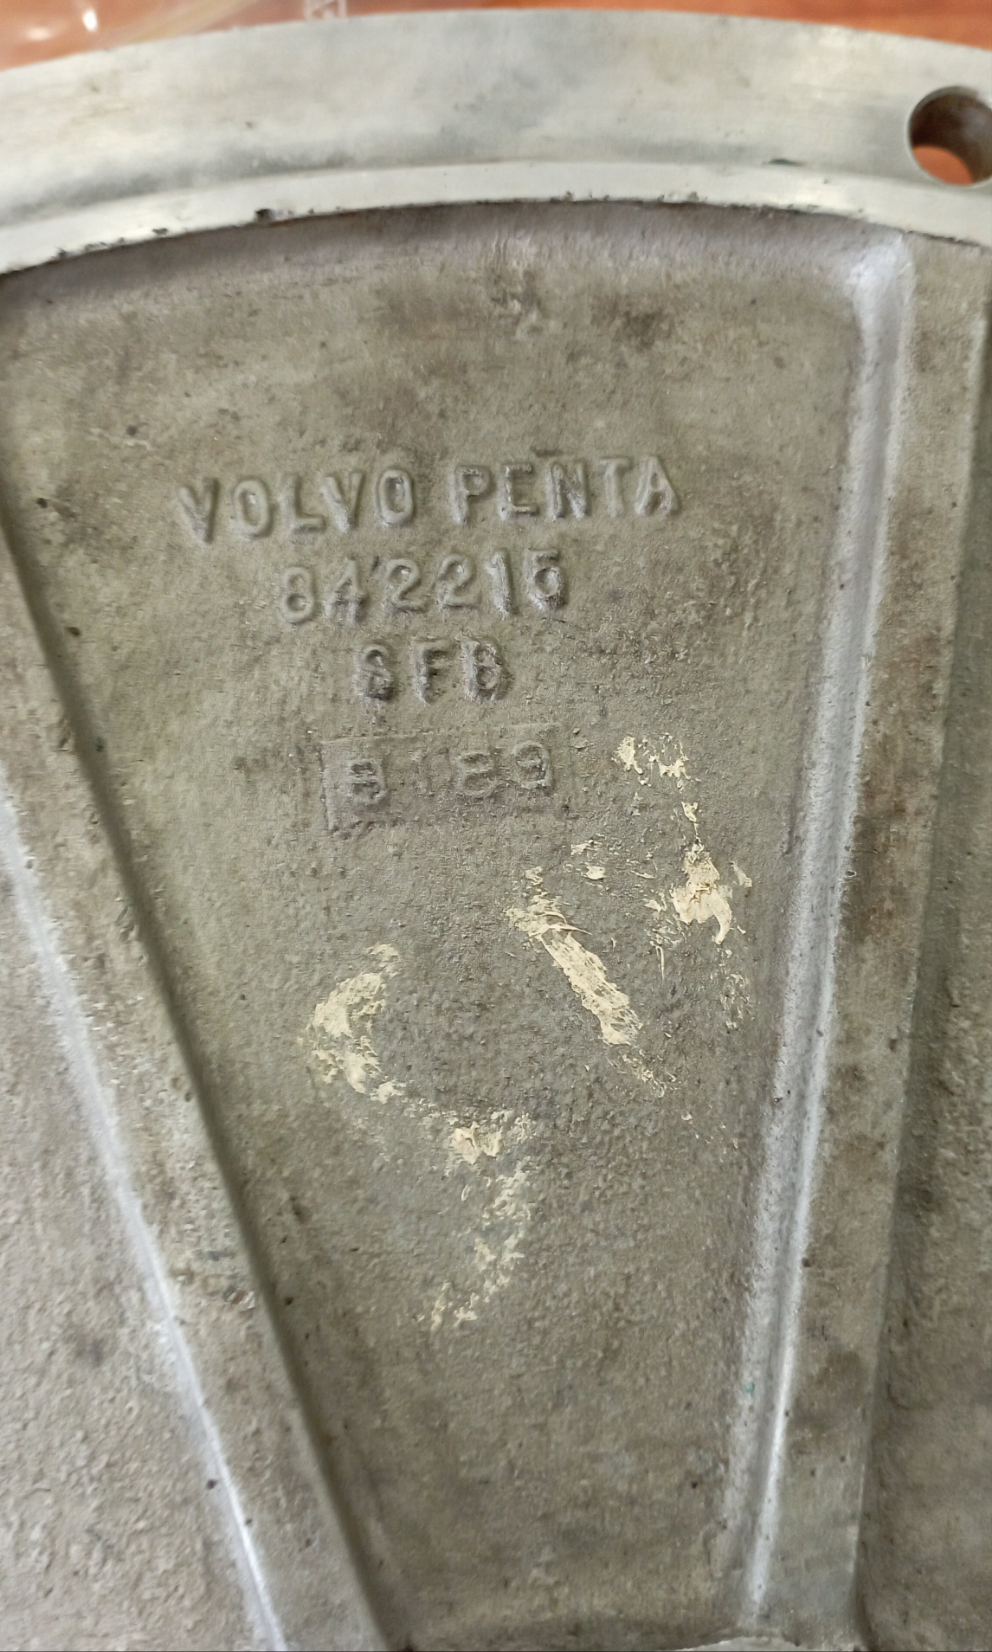 VOLVO PENTA
842215
SFB
8189